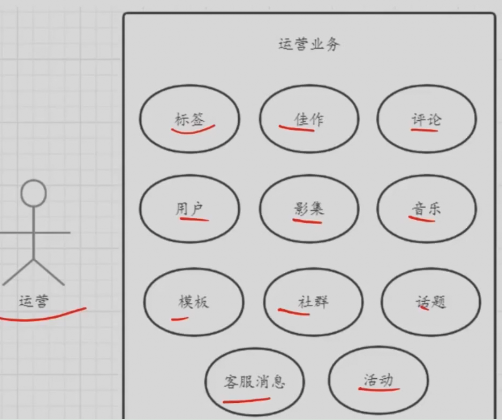 运营业务
标签 佳作 评论
用户 影集 音乐
运营
模板 社群 话题
客服消息 活动